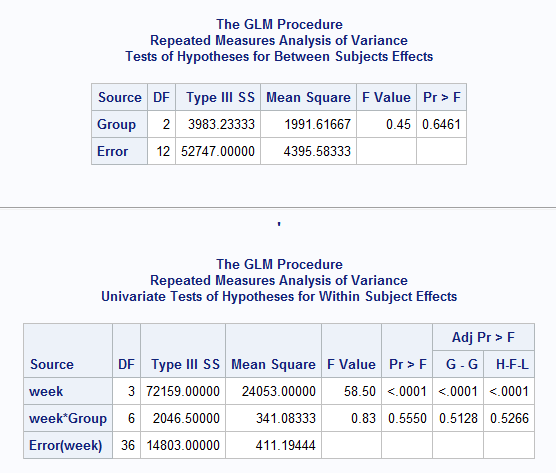 The GLM Procedure
Repeated Measures Analysis of Variance
Tests of Hypotheses for Between Subjects Effects
Source DF Type III SS Mean Square F Value Pr > F
Group 2 3983.23333 1991.61667 0.45 0.6461
Error 12 52747.00000 4395.58333
'
The GLM Procedure
Repeated Measures Analysis of Variance
Univariate Tests of Hypotheses for Within Subject Effects
Adj Pr > F
Source DF Type III SS Mean Square F Value Pr > F G - G H-F-L
week 3 72159.00000 24053.00000 58.50 <.0001 <.0001 <.0001
week*Group 6 2046.50000 341.08333 0.83 0.5550 0.5128 0.5266
Error(week) 36 14803.00000 411.19444